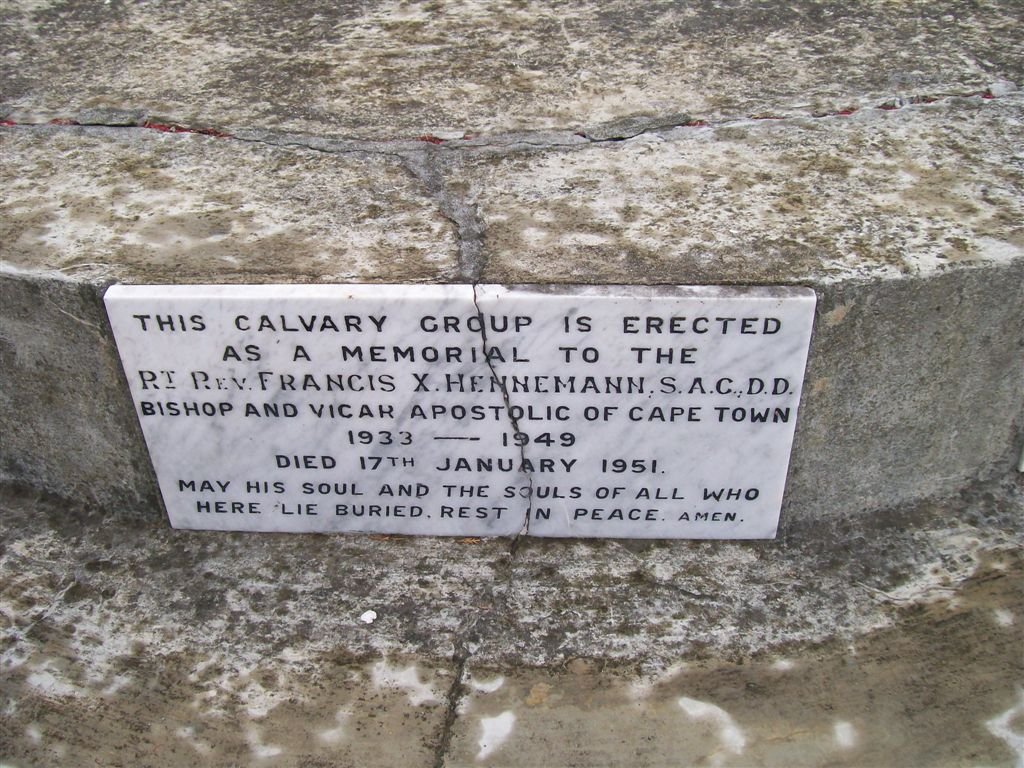 THIS CALVARY GROUP IS ERECTED
AS A MEMORIAL TO THE
RT REV. FRANCIS X. HENNEMANN, S.A.C., D.D.
BISHOP AND VICAR APOSTOLIC OF CAPE TOWN
1933 — 1949
DIED 17TH JANUARY 1951.
MAY HIS SOUL AND THE SOULS OF ALL WHO
HERE LIE BURIED, REST IN PEACE. AMEN.